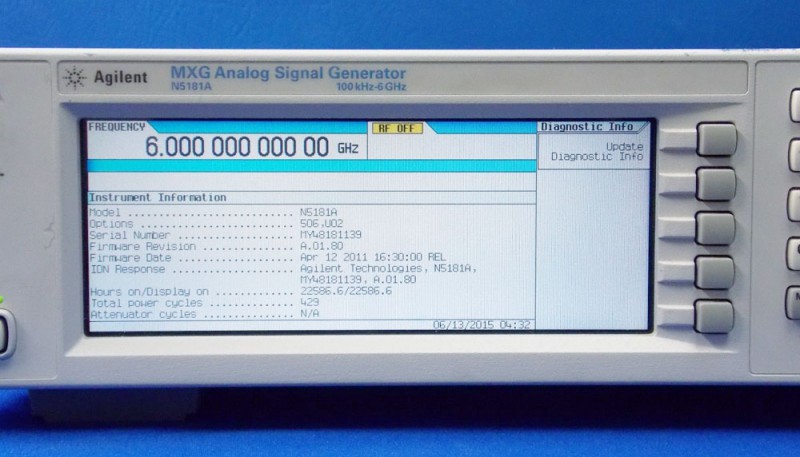 Agilent
MXG Analog Signal Generator
N5181A 100 kHz-6 GHz
FREQUENCY
6.000 000 000 00 GHz
RF OFF
Diagnostic Info
Update
Diagnostic Info
Instrument Information
Model .......................... N5181A
Options ........................ 506,U02
Serial Number .................. MY48181139
Firmware Revision .............. A.01.80
Firmware Date .................. Apr 12 2011 16:30:00 REL
IDN Response ................... Agilent Technologies, N5181A,
MY48181139, A.01.80
Hours on/Display on ............ 22586.6/22586.6
Total power cycles ............. 429
Attenuator cycles .............. N/A
06/13/2015 04:32